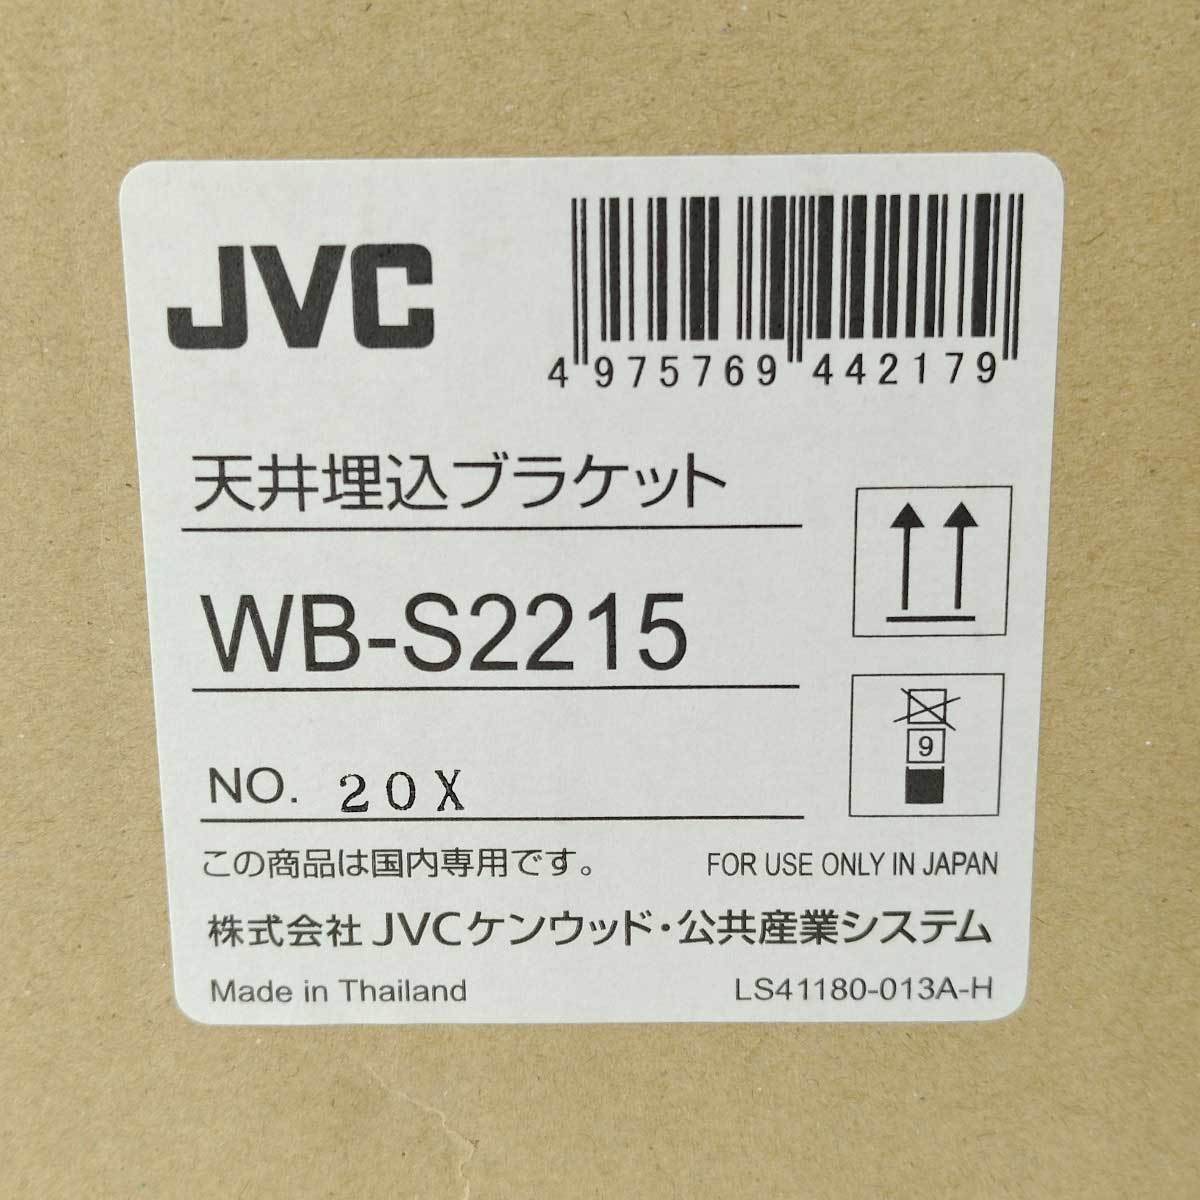 JVC
4 975769 442179
天井埋込ブラケット
WB-S2215
9
NO. 20X
この商品は国内専用です。 FOR USE ONLY IN JAPAN
株式会社 JVCケンウッド・公共産業システム
Made in Thailand LS41180-013A-H